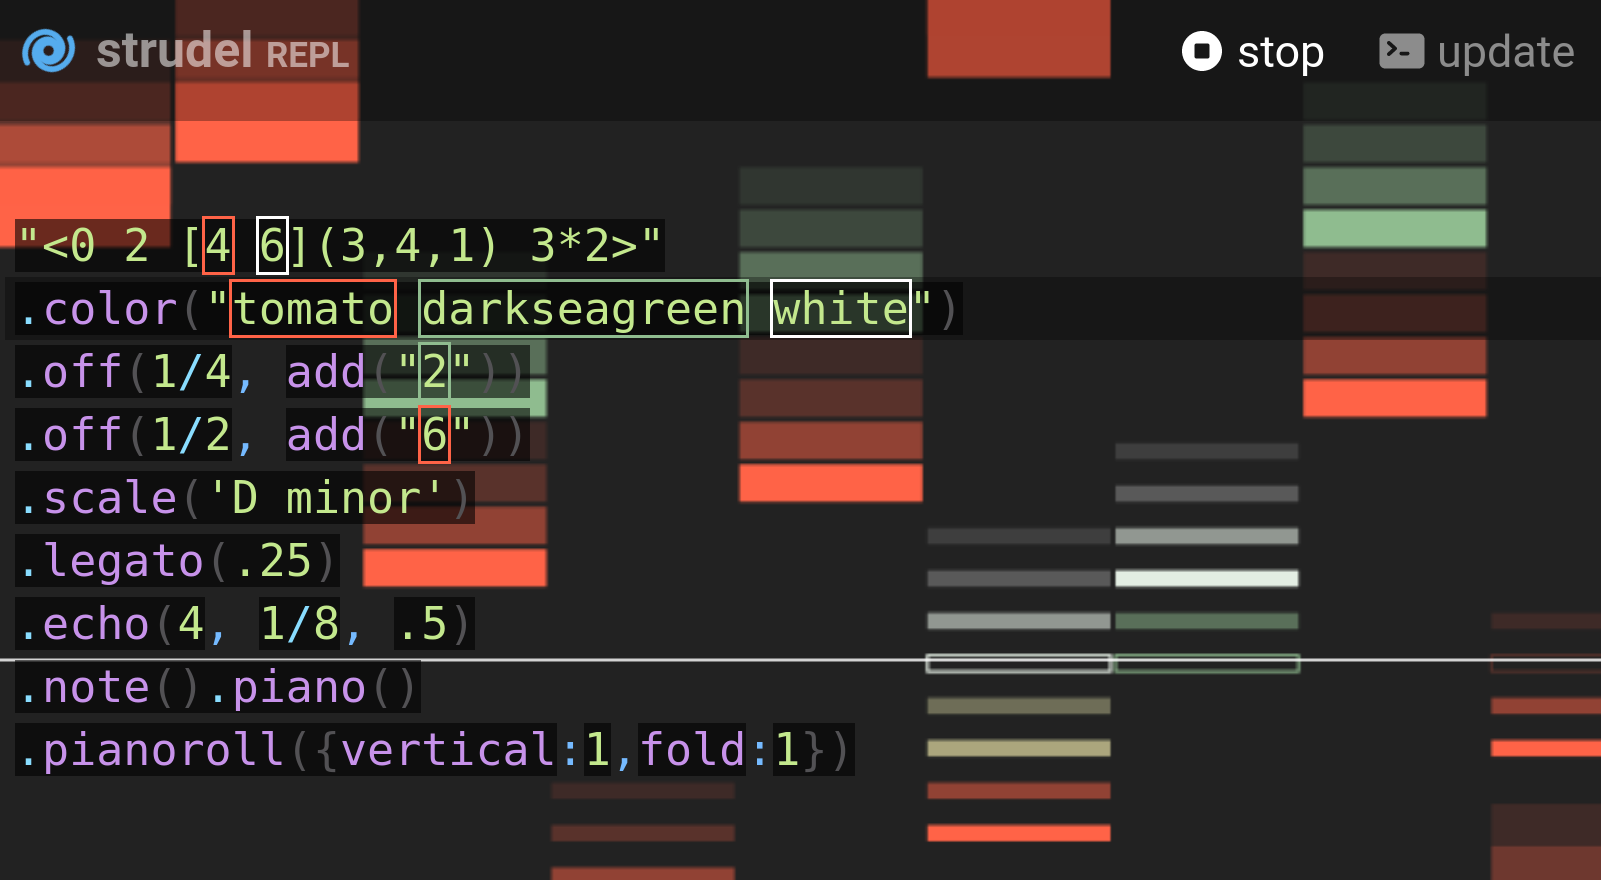 strudel REPL
stop
update
"<0 2 [4 6](3,4,1) 3*2>"
.color("tomato darkseagreen white")
.off(1/4, add("2"))
.off(1/2, add("6"))
.scale('D minor')
.legato(.25)
.echo(4, 1/8, .5)
.note().piano()
.pianoroll({vertical:1,fold:1})